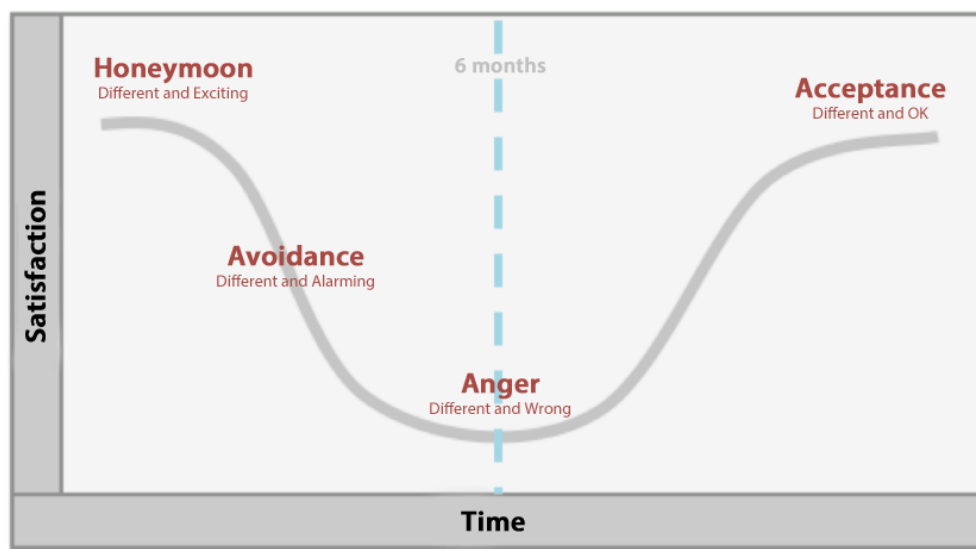 Honeymoon
Different and Exciting
6 months
Acceptance
Different and OK
Avoidance
Different and Alarming
Anger
Different and Wrong
Satisfaction
Time